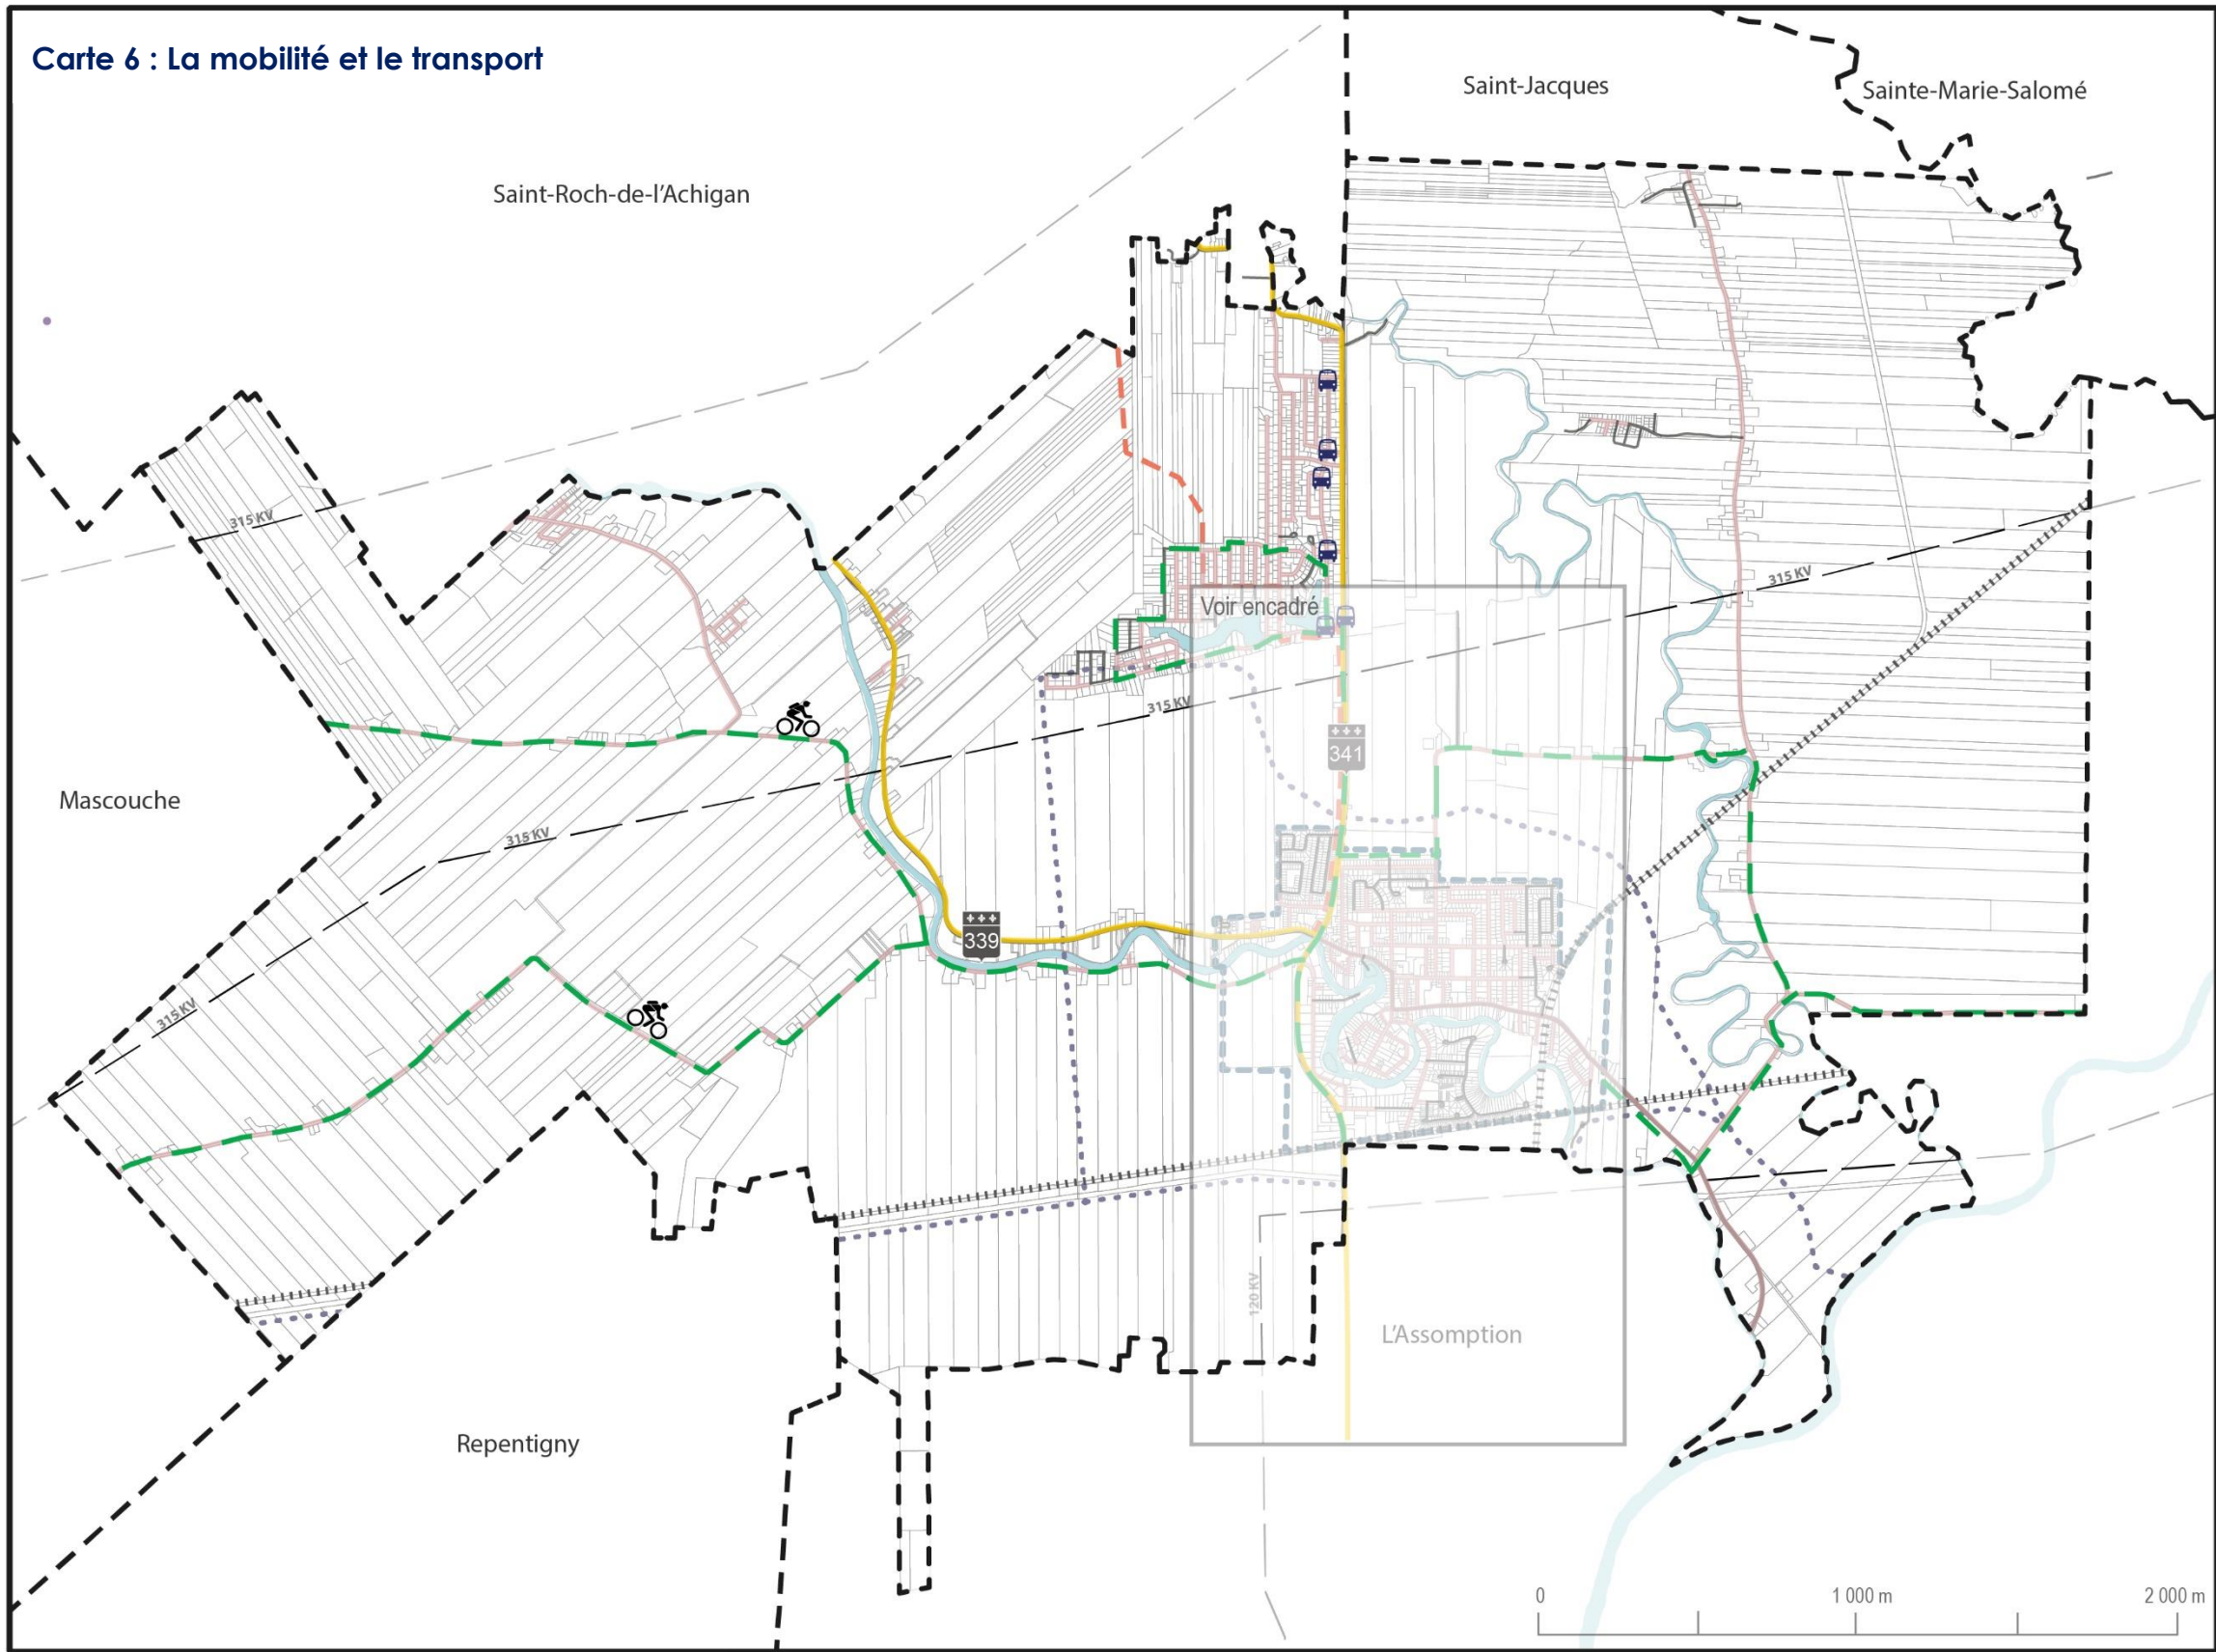 Carte 6 : La mobilité et le transport
Saint-Jacques
Sainte-Marie-Salomé
Saint-Roch-de-l'Achigan
315 KV
315 KV
Voir encadré
315 KV
341
Mascouche
315 KV
339
315 KV
120 KV
L'Assomption
Repentigny
0 1 000 m 2 000 m